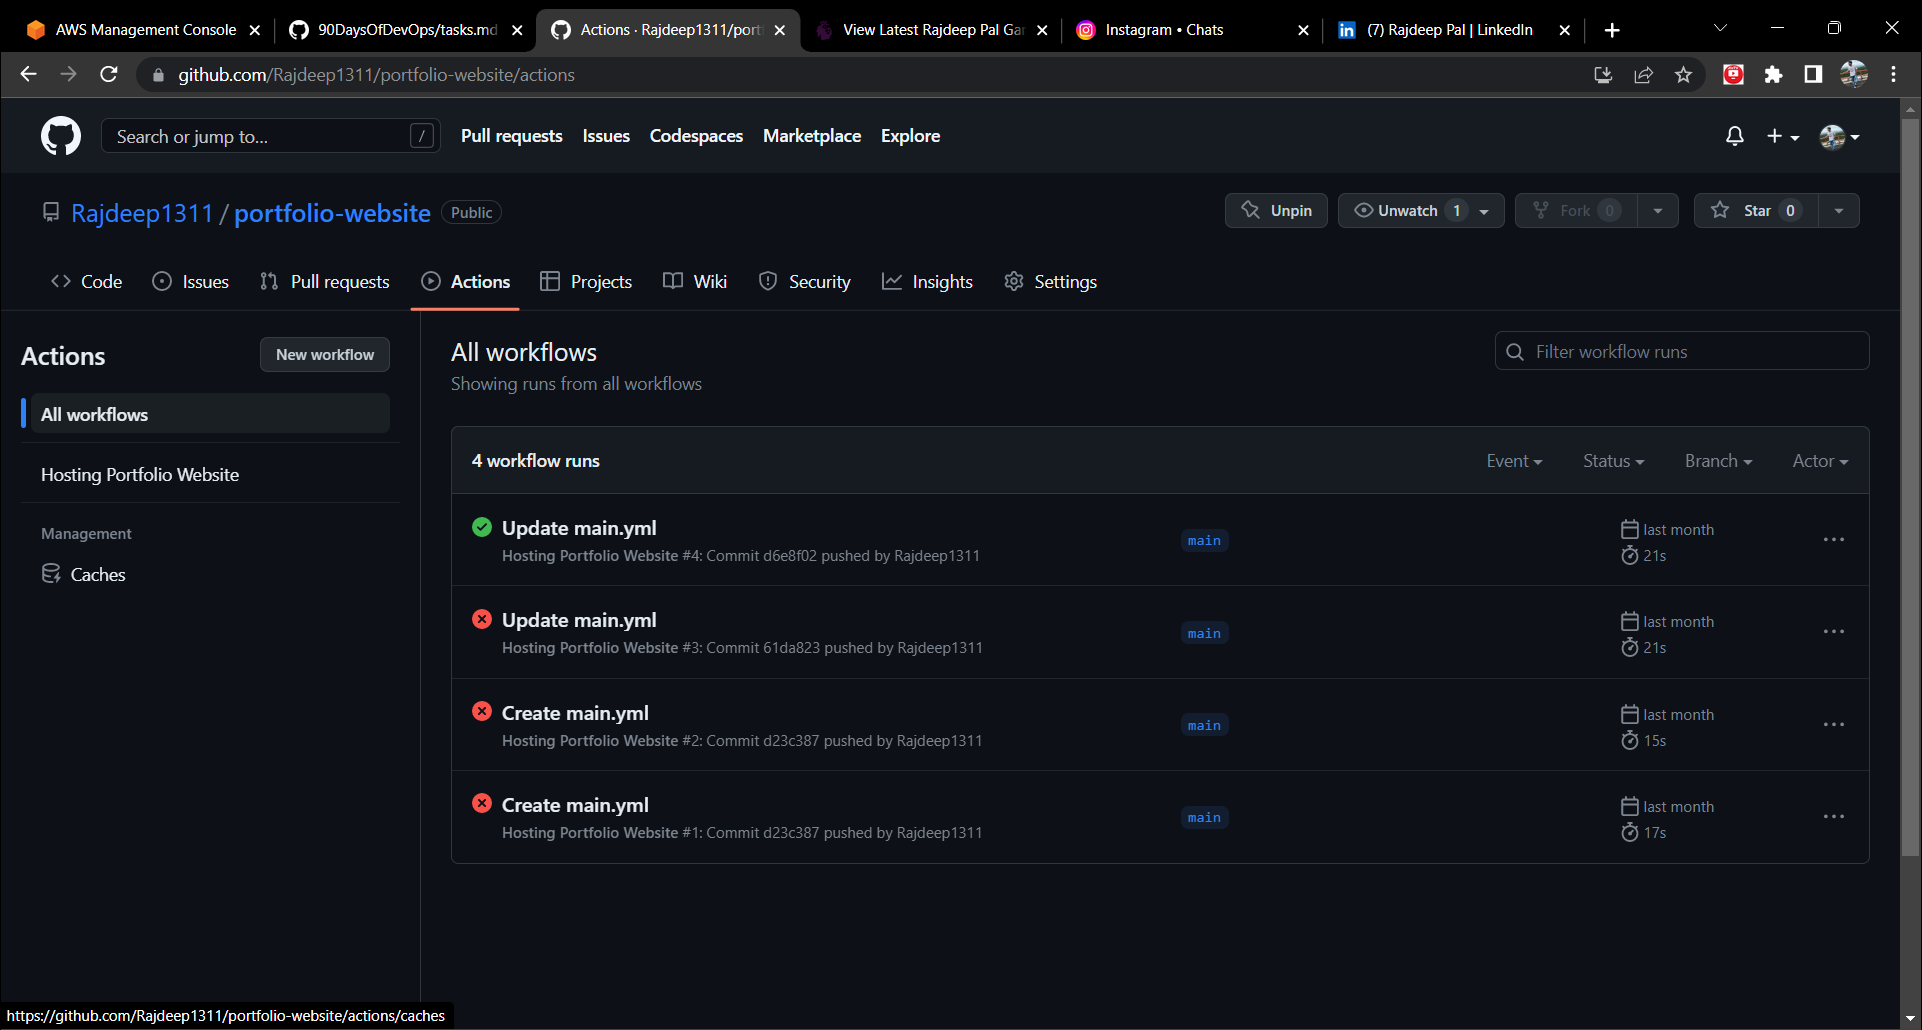 AWS Management Console
90DaysOfDevOps/tasks.md
Actions · Rajdeep1311/portf
View Latest Rajdeep Pal Gar
Instagram • Chats
(7) Rajdeep Pal | LinkedIn
github.com/Rajdeep1311/portfolio-website/actions
Search or jump to...
/
Pull requests
Issues
Codespaces
Marketplace
Explore
Rajdeep1311 / portfolio-website
Public
Unpin
Unwatch 1
Fork 0
Star 0
Code
Issues
Pull requests
Actions
Projects
Wiki
Security
Insights
Settings
Actions
New workflow
All workflows
Hosting Portfolio Website
Management
Caches
All workflows
Showing runs from all workflows
Filter workflow runs
4 workflow runs
Event
Status
Branch
Actor
Update main.yml
Hosting Portfolio Website #4: Commit d6e8f02 pushed by Rajdeep1311
main
last month
21s
Update main.yml
Hosting Portfolio Website #3: Commit 61da823 pushed by Rajdeep1311
main
last month
21s
Create main.yml
Hosting Portfolio Website #2: Commit d23c387 pushed by Rajdeep1311
main
last month
15s
Create main.yml
Hosting Portfolio Website #1: Commit d23c387 pushed by Rajdeep1311
main
last month
17s
https://github.com/Rajdeep1311/portfolio-website/actions/caches